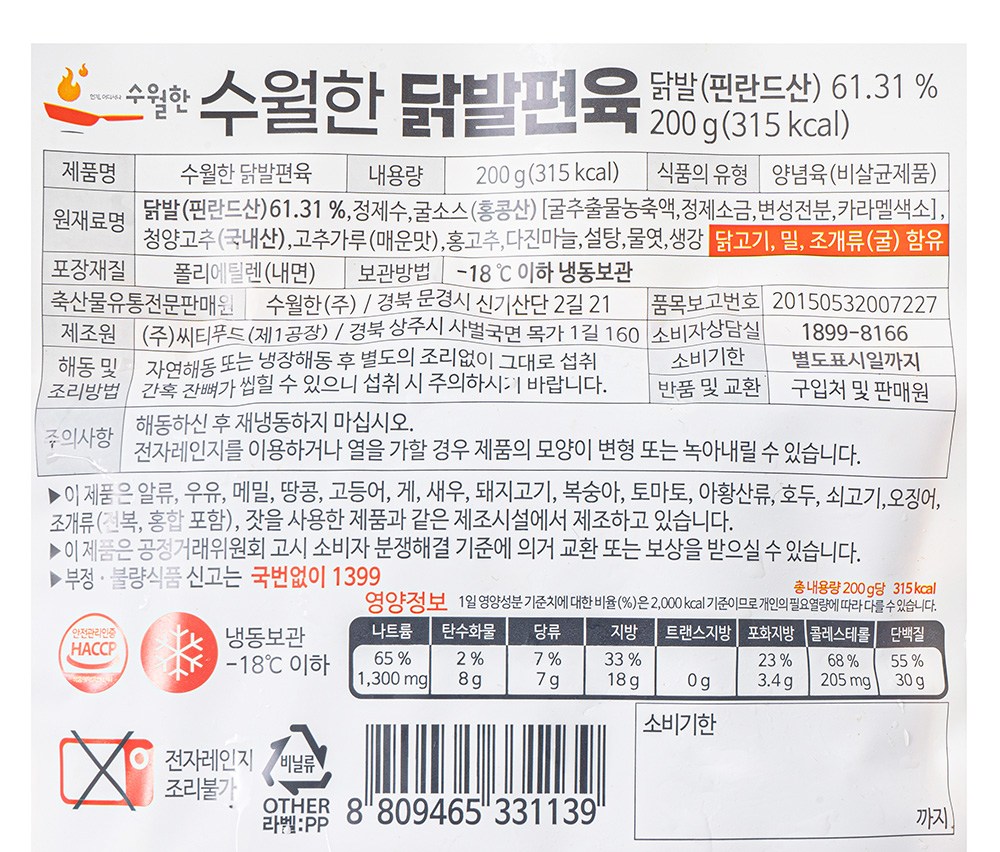 수월한
수월한 닭발편육
닭발(핀란드산) 61.31 %
200 g(315 kcal)
제품명 수월한 닭발편육 내용량 200 g(315 kcal) 식품의 유형 양념육(비살균제품)
원재료명 닭발(핀란드산)61.31 %,정제수,굴소스(홍콩산)[굴추출물농축액,정제소금,변성전분,카라멜색소],
청양고추(국내산),고추가루(매운맛),홍고추,다진마늘,설탕,물엿,생강 닭고기, 밀, 조개류(굴) 함유
포장재질 폴리에틸렌(내면) 보관방법 -18 ℃ 이하 냉동보관
축산물유통전문판매원 수월한(주) / 경북 문경시 신기산단 2길 21 품목보고번호 20150532007227
제조원 (주)씨티푸드(제1공장) / 경북 상주시 사벌국면 목가 1길 160 소비자상담실 1899-8166
해동 및 조리방법 자연해동 또는 냉장해동 후 별도의 조리없이 그대로 섭취 소비기한 별도표시일까지
간혹 잔뼈가 씹힐 수 있으니 섭취 시 주의하시기 바랍니다. 반품 및 교환 구입처 및 판매원
주의사항 해동하신 후 재냉동하지 마십시오.
전자레인지를 이용하거나 열을 가할 경우 제품의 모양이 변형 또는 녹아내릴 수 있습니다.
▶이 제품은 알류, 우유, 메밀, 땅콩, 고등어, 게, 새우, 돼지고기, 복숭아, 토마토, 아황산류, 호두, 쇠고기,오징어,
조개류(전복, 홍합 포함), 잣을 사용한 제품과 같은 제조시설에서 제조하고 있습니다.
▶이 제품은 공정거래위원회 고시 소비자 분쟁해결 기준에 의거 교환 또는 보상을 받으실 수 있습니다.
▶부정 · 불량식품 신고는 국번없이 1399
총 내용량 200 g당 315 kcal
영양정보 1일 영양성분 기준치에 대한 비율(%)은 2,000 kcal 기준이므로 개인의 필요 열량에 따라 다를 수 있습니다.
나트륨 탄수화물 당류 지방 트랜스지방 포화지방 콜레스테롤 단백질
65 % 2 % 7 % 33 % 23 % 68 % 55 %
1,300 mg 8 g 7 g 18 g 0 g 3.4 g 205 mg 30 g
안전관리인증
HACCP
냉동보관
-18℃ 이하
전자레인지
조리불가
비닐류
OTHER
라벨:PP
8 809465 331139
소비기한
까지